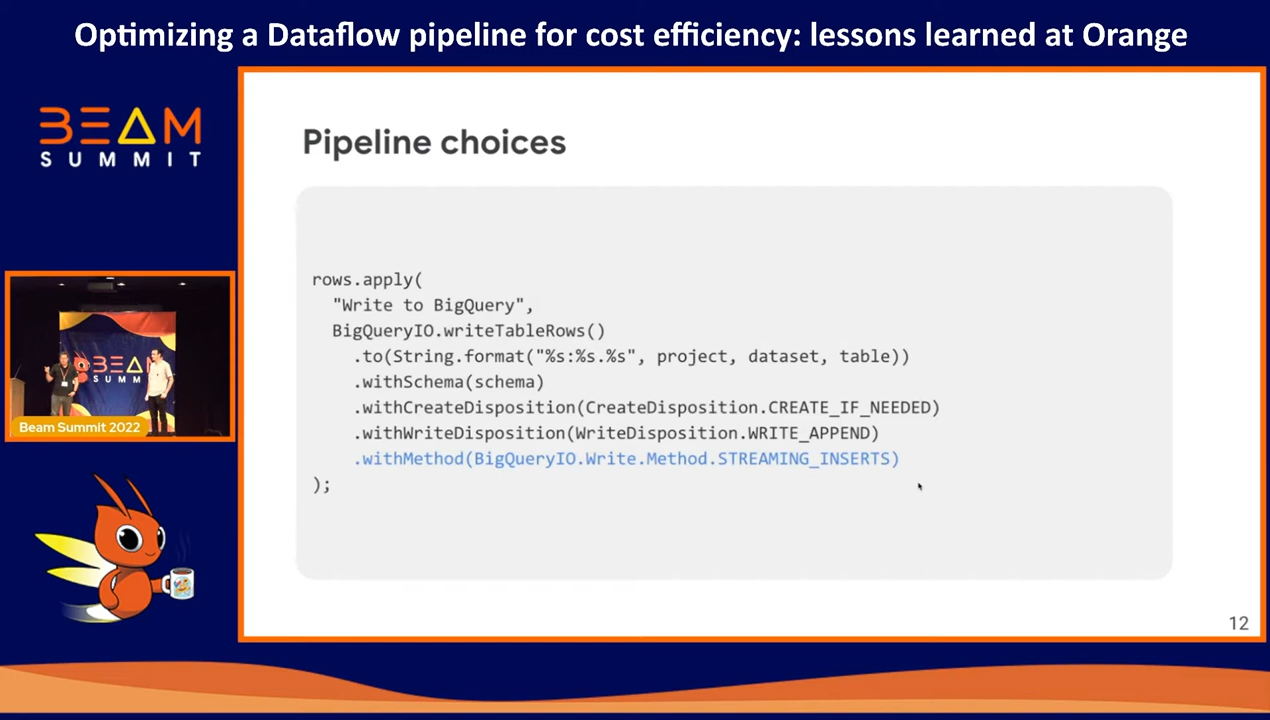 Optimizing a Dataflow pipeline for cost efficiency: lessons learned at Orange
BEAM
SUMMIT
Pipeline choices
rows.apply(
"Write to BigQuery",
BigQueryIO.writeTableRows()
.to(String.format("%s:%s.%s", project, dataset, table))
.withSchema(schema)
.withCreateDisposition(CreateDisposition.CREATE_IF_NEEDED)
.withWriteDisposition(WriteDisposition.WRITE_APPEND)
.withMethod(BigQueryIO.Write.Method.STREAMING_INSERTS)
);
BEAM
SUMMIT
Beam Summit 2022
12